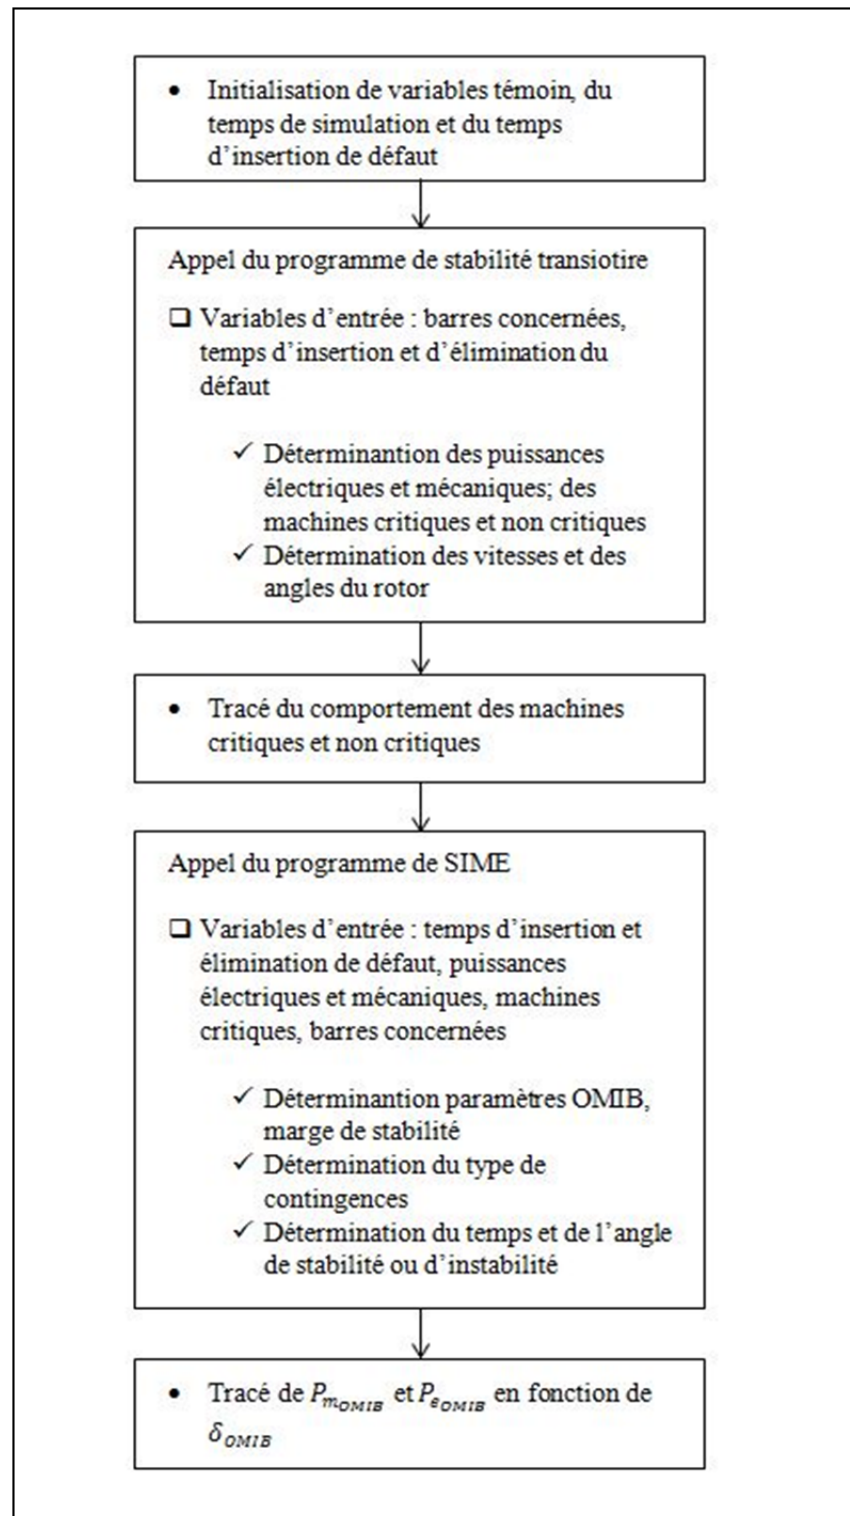 • Initialisation de variables témoin, du
temps de simulation et du temps
d’insertion de défaut
Appel du programme de stabilité transiotire
❑ Variables d’entrée : barres concernées,
temps d’insertion et d’élimination du
défaut
✓ Déterminantion des puissances
électriques et mécaniques; des
machines critiques et non critiques
✓ Détermination des vitesses et des
angles du rotor
• Tracé du comportement des machines
critiques et non critiques
Appel du programme de SIME
❑ Variables d’entrée : temps d’insertion et
élimination de défaut, puissances
électriques et mécaniques, machines
critiques, barres concernées
✓ Déterminantion paramètres OMIB,
marge de stabilité
✓ Détermination du type de
contingences
✓ Détermination du temps et de l’angle
de stabilité ou d’instabilité
• Tracé de P_{m_{OMIB}} et P_{e_{OMIB}} en fonction de
δ_{OMIB}